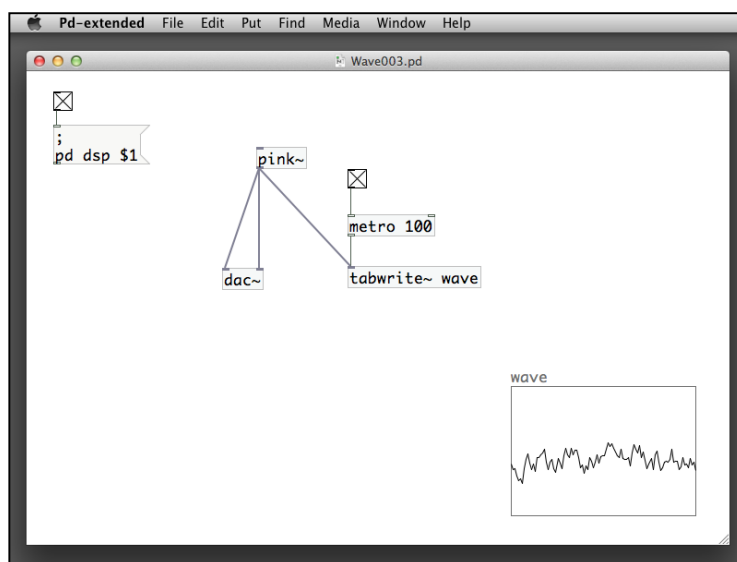 Pd-extended File Edit Put Find Media Window Help
Wave003.pd
;
pd dsp $1
pink~
metro 100
dac~
tabwrite~ wave
wave